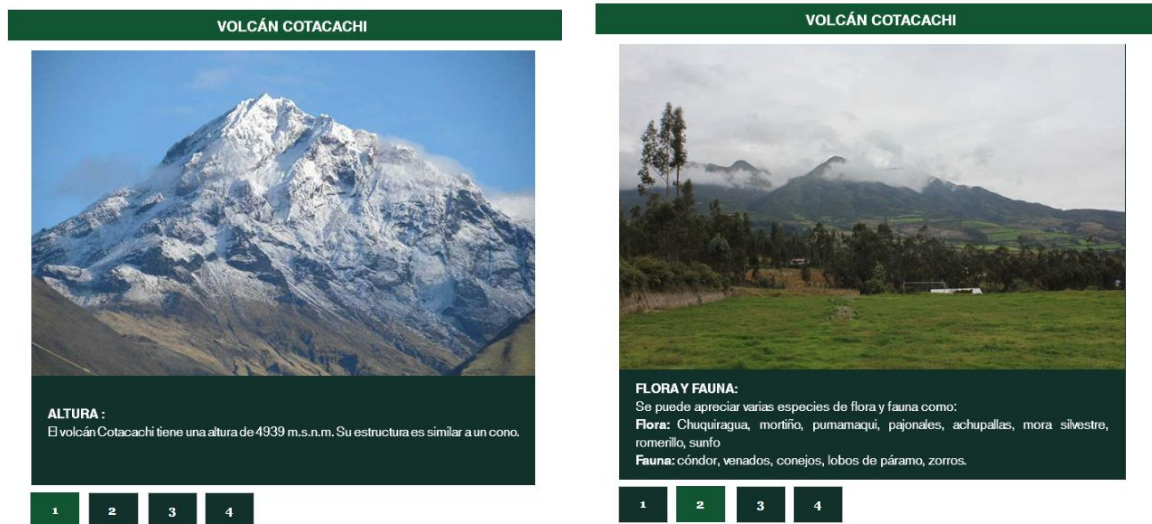 VOLCÁN COTACACHI
ALTURA :
El volcán Cotacachi tiene una altura de 4939 m.s.n.m. Su estructura es similar a un cono.
1 2 3 4
VOLCÁN COTACACHI
FLORA Y FAUNA:
Se puede apreciar varias especies de flora y fauna como:
Flora: Chuquiragua, mortiño, pumamaqui, pajonales, achupallas, mora silvestre,
romerillo, sunfo
Fauna: cóndor, venados, conejos, lobos de páramo, zorros.
1 2 3 4